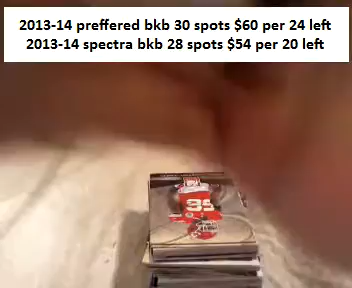 2013-14 preffered bkb 30 spots $60 per 24 left
2013-14 spectra bkb 28 spots $54 per 20 left